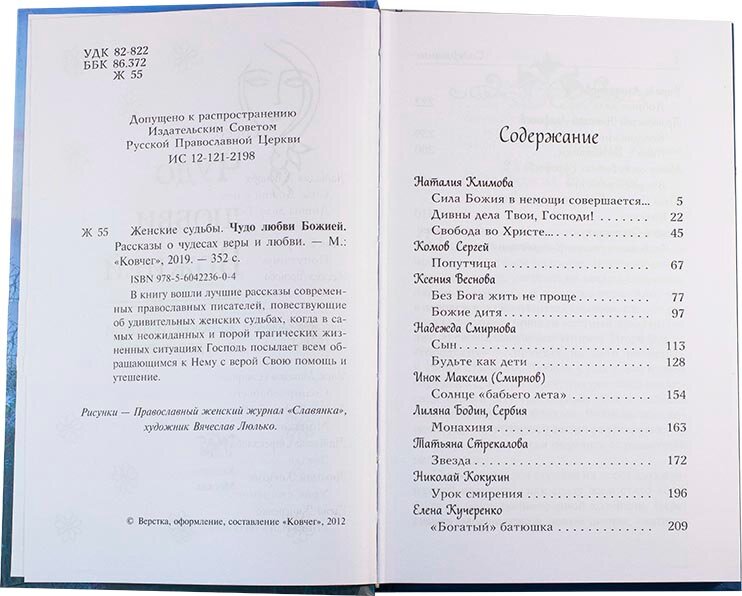 УДК 82-822
ББК 86.372
Ж 55
Допущено к распространению
Издательским Советом
Русской Православной Церкви
ИС 12-121-2198
Ж 55 Женские судьбы. Чудо любви Божией.
Рассказы о чудесах веры и любви. — М.:
«Ковчег», 2019. — 352 с.
ISBN 978-5-6042236-0-4
В книгу вошли лучшие рассказы современ-
ных православных писателей, повествующие
об удивительных женских судьбах, когда в са-
мых неожиданных и порой трагических жиз-
ненных ситуациях Господь посылает всем об-
ращающимся к Нему с верой Свою помощь и
утешение.
Рисунки — Православный женский журнал «Славянка»,
художник Вячеслав Люлько.
© Верстка, оформление, составление «Ковчег», 2012
Содержание
Наталия Климова
Сила Божия в немощи совершается... 5
Дивны дела Твои, Господи! 22
Свобода во Христе... 45
Комов Сергей
Попутчица 67
Ксения Веснова
Без Бога жить не проще 77
Божие дитя 97
Надежда Смирнова
Сын 113
Будьте как дети 128
Инок Максим (Смирнов)
Солнце «бабьего лета» 154
Лиляна Бодин, Сербия
Монахиня 163
Татьяна Стрекалова
Звезда 172
Николай Кокухин
Урок смирения 196
Елена Кучеренко
«Богатый» батюшка 209